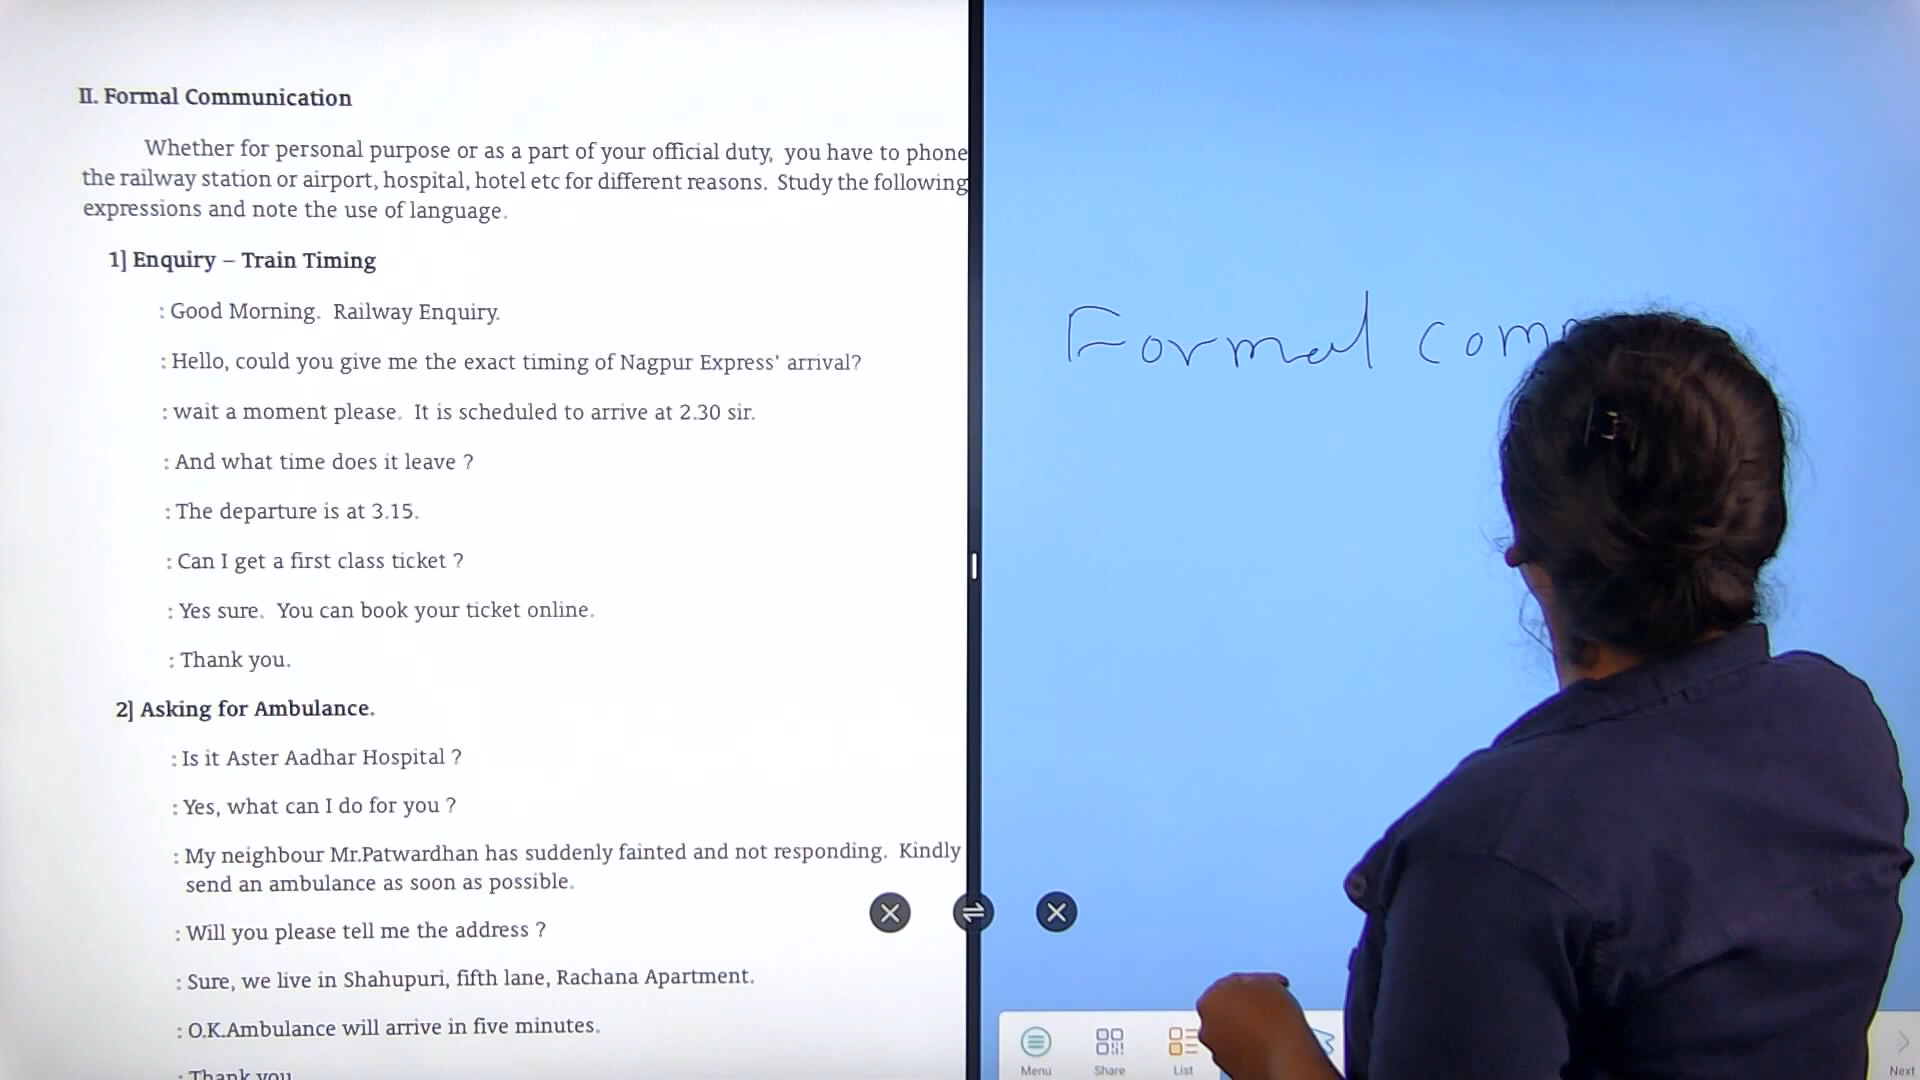 II. Formal Communication
Whether for personal purpose or as a part of your official duty, you have to phone
the railway station or airport, hospital, hotel etc for different reasons. Study the following
expressions and note the use of language.
1] Enquiry – Train Timing
: Good Morning. Railway Enquiry.
: Hello, could you give me the exact timing of Nagpur Express' arrival?
: wait a moment please. It is scheduled to arrive at 2.30 sir.
: And what time does it leave ?
: The departure is at 3.15.
: Can I get a first class ticket ?
: Yes sure. You can book your ticket online.
: Thank you.
2] Asking for Ambulance.
: Is it Aster Aadhar Hospital ?
: Yes, what can I do for you ?
: My neighbour Mr.Patwardhan has suddenly fainted and not responding. Kindly
send an ambulance as soon as possible.
: Will you please tell me the address ?
: Sure, we live in Shahupuri, fifth lane, Rachana Apartment.
: O.K.Ambulance will arrive in five minutes.
: Thank you
Formal com
Menu Share List Next